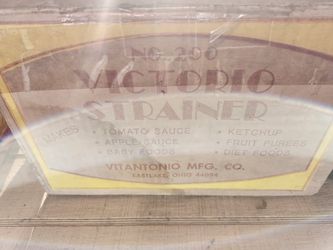 NO. 200
VICTORIO
STRAINER
MAKES
• TOMATO SAUCE
• APPLE SAUCE
• BABY FOODS
• KETCHUP
• FRUIT PUREES
• DIET FOODS
VITANTONIO MFG. CO.
EASTLAKE, OHIO 44094